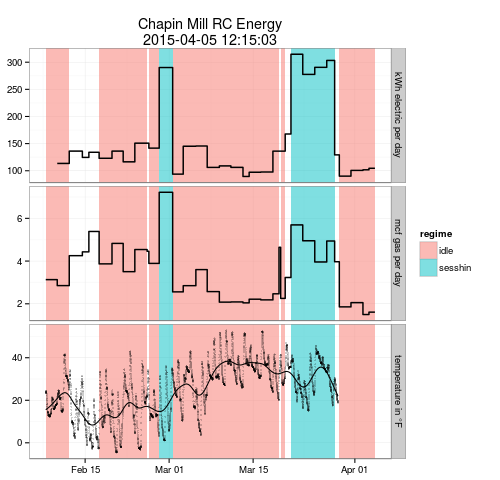 Chapin Mill RC Energy
2015-04-05 12:15:03
300
250
200
150
100
kWh electric per day
6
4
2
mcf gas per day
regime
idle
sesshin
40
20
0
temperature in °F
Feb 15 Mar 01 Mar 15 Apr 01